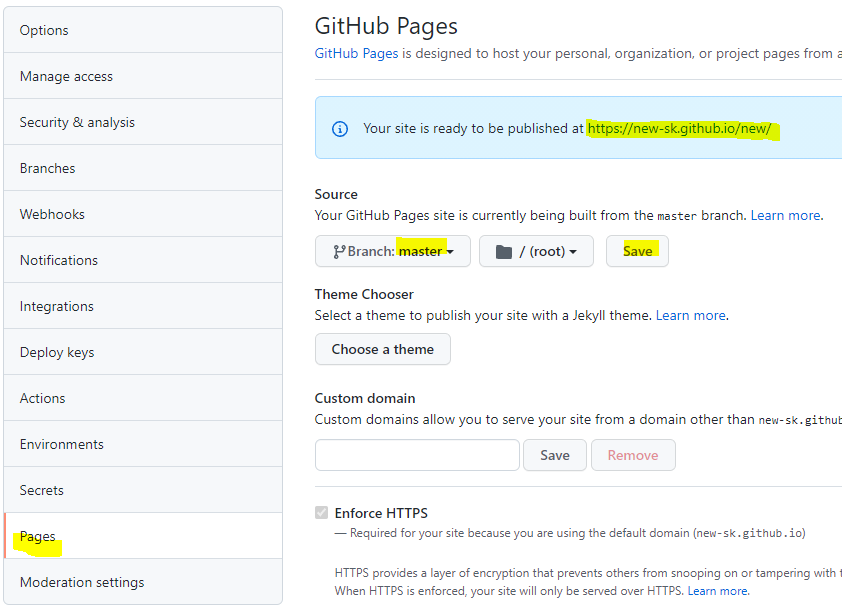 Options
Manage access
Security & analysis
Branches
Webhooks
Notifications
Integrations
Deploy keys
Actions
Environments
Secrets
Pages
Moderation settings
GitHub Pages
GitHub Pages is designed to host your personal, organization, or project pages from a
Your site is ready to be published at https://new-sk.github.io/new/
Source
Your GitHub Pages site is currently being built from the master branch. Learn more.
Branch: master / (root) Save
Theme Chooser
Select a theme to publish your site with a Jekyll theme. Learn more.
Choose a theme
Custom domain
Custom domains allow you to serve your site from a domain other than new-sk.github
Save Remove
Enforce HTTPS
— Required for your site because you are using the default domain (new-sk.github.io)
HTTPS provides a layer of encryption that prevents others from snooping on or tampering with t
When HTTPS is enforced, your site will only be served over HTTPS. Learn more.